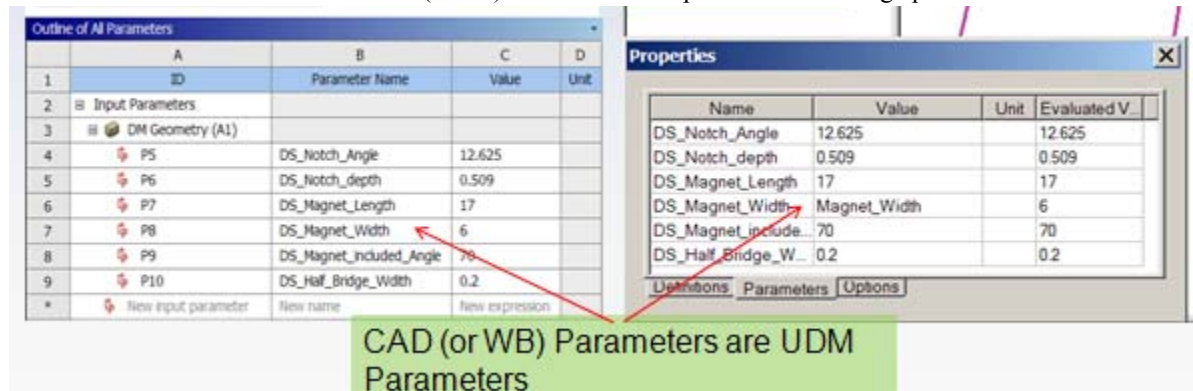 Outline of All Parameters
A B C D
1 ID Parameter Name Value Unit
2 Input Parameters
3 DM Geometry (A1)
4 P5 DS_Notch_Angle 12.625
5 P6 DS_Notch_depth 0.509
6 P7 DS_Magnet_Length 17
7 P8 DS_Magnet_Width 6
8 P9 DS_Magnet_included_Angle 70
9 P10 DS_Half_Bridge_Width 0.2
* New input parameter New name New expression
Properties
Name Value Unit Evaluated V...
DS_Notch_Angle 12.625 12.625
DS_Notch_depth 0.509 0.509
DS_Magnet_Length 17 17
DS_Magnet_Width Magnet_Width 6
DS_Magnet_include... 70 70
DS_Half_Bridge_W... 0.2 0.2
Definitions Parameters Options
CAD (or WB) Parameters are UDM
Parameters